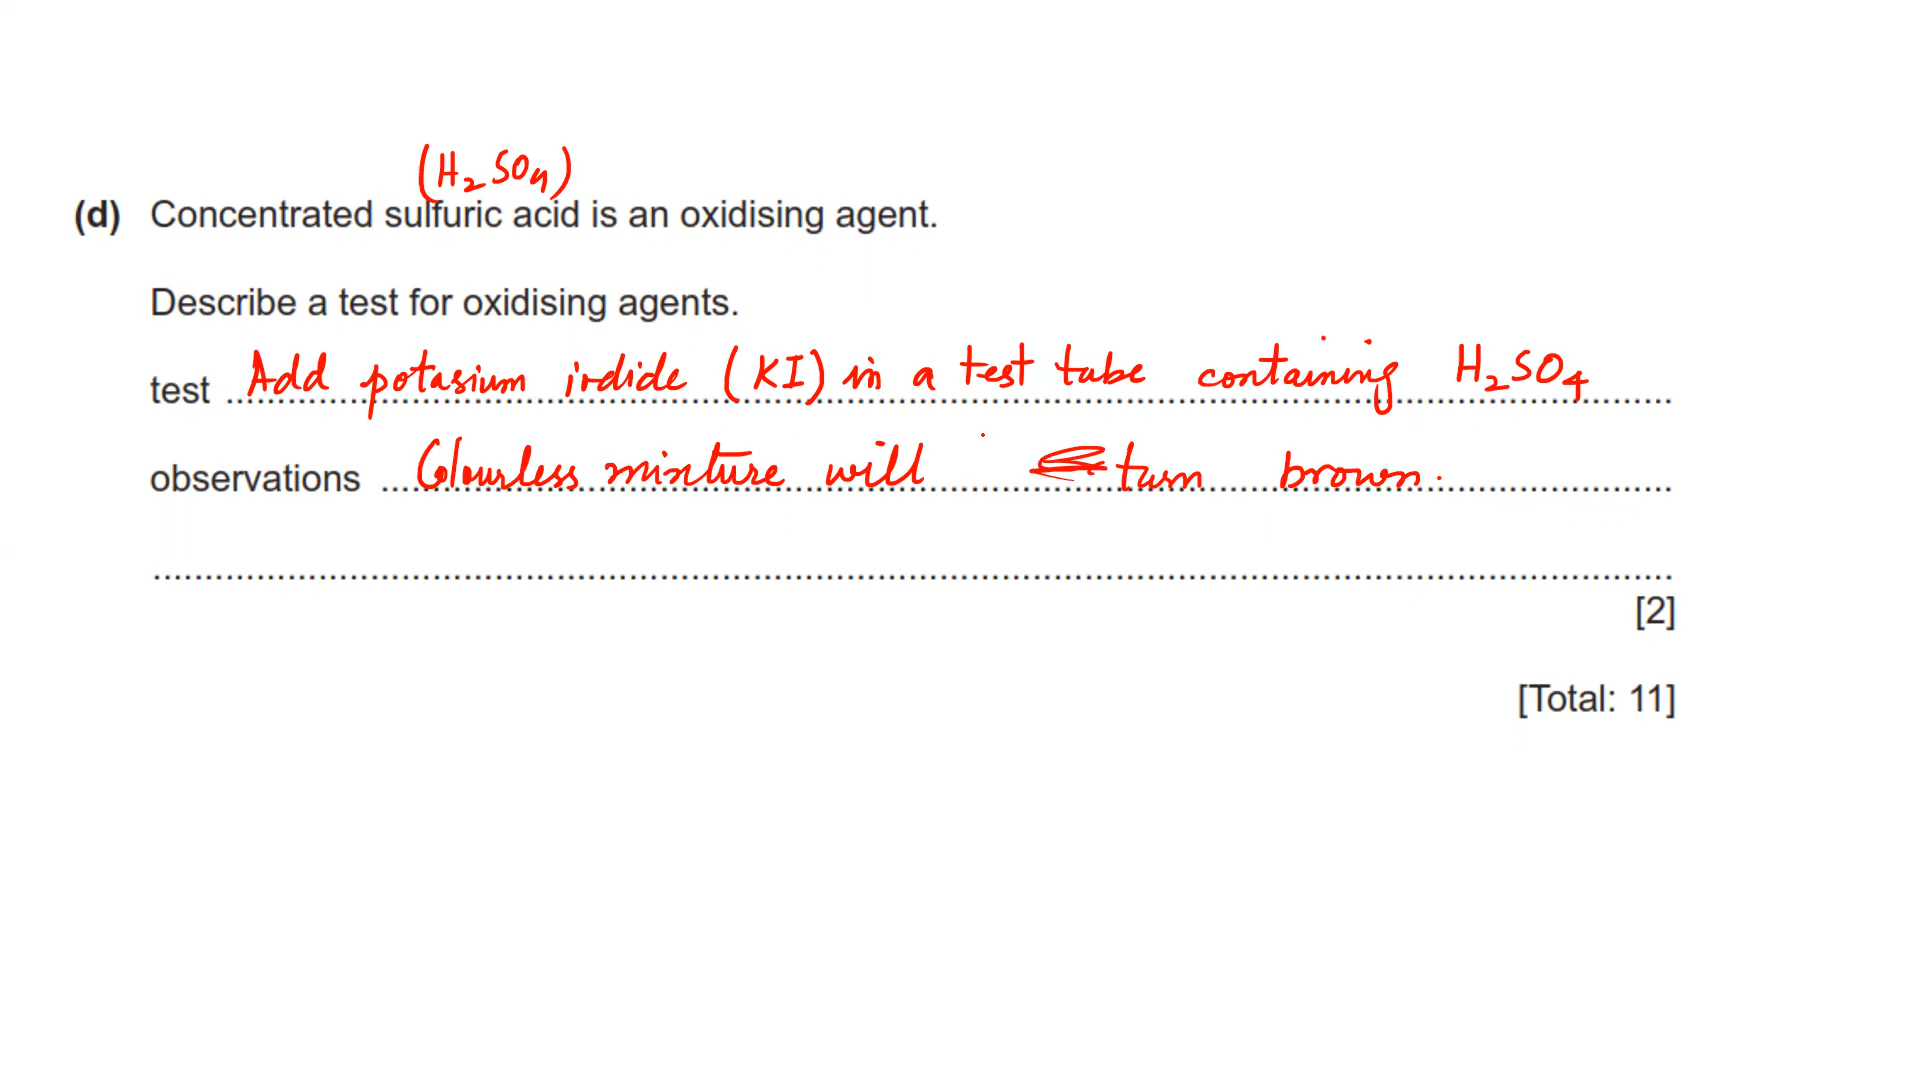 (H₂SO₄)
(d) Concentrated sulfuric acid is an oxidising agent.
Describe a test for oxidising agents.
test Add potasium iodide (KI) in a test tube containing H₂SO₄
observations Colourless mixture will turn brown.
[2]
[Total: 11]